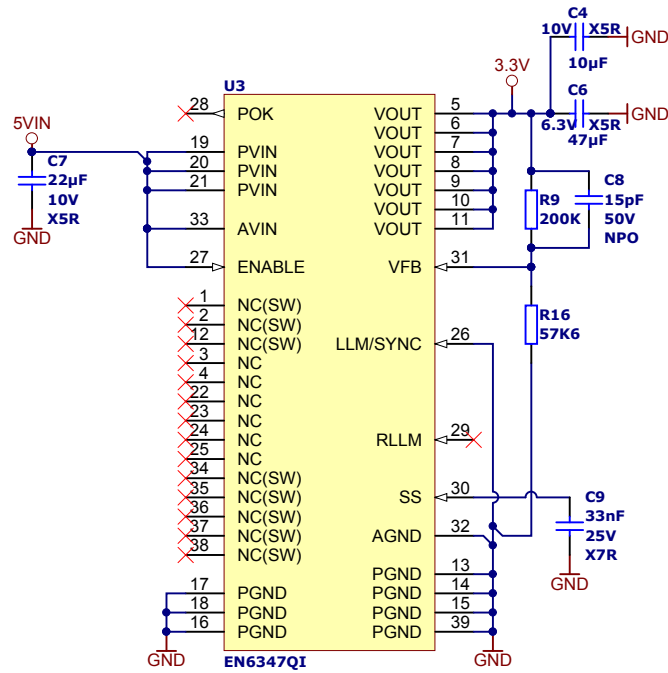 C4
10V X5R
GND
10µF
3.3V
U3
C6
28 POK VOUT 5
GND
5VIN
VOUT 6
6.3V X5R
47µF
19 PVIN VOUT 7
C7
20 PVIN VOUT 8
22µF
21 PVIN VOUT 9
10V
X5R
VOUT 10
33 AVIN VOUT 11
GND
R9
200K
C8
15pF
50V
NPO
27 ENABLE VFB 31
1 NC(SW)
2 NC(SW)
12 NC(SW) LLM/SYNC 26
R16
57K6
3 NC
4 NC
22 NC
23 NC
24 NC RLLM 29
25 NC
34 NC(SW)
35 NC(SW) SS 30
36 NC(SW)
37 NC(SW) AGND 32
38 NC(SW)
C9
33nF
25V
X7R
GND
PGND 13
17 PGND PGND 14
18 PGND PGND 15
16 PGND PGND 39
GND
EN6347QI
GND